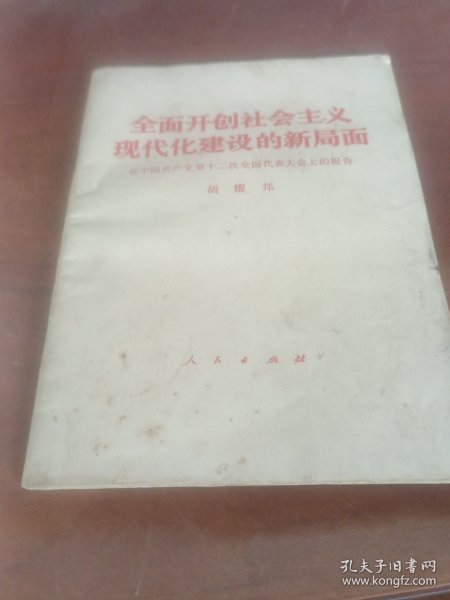 全面开创社会主义
现代化建设的新局面
在中国共产党第十二次全国代表大会上的报告
胡耀邦
人民出版社
孔夫子旧书网
www.kongfz.com